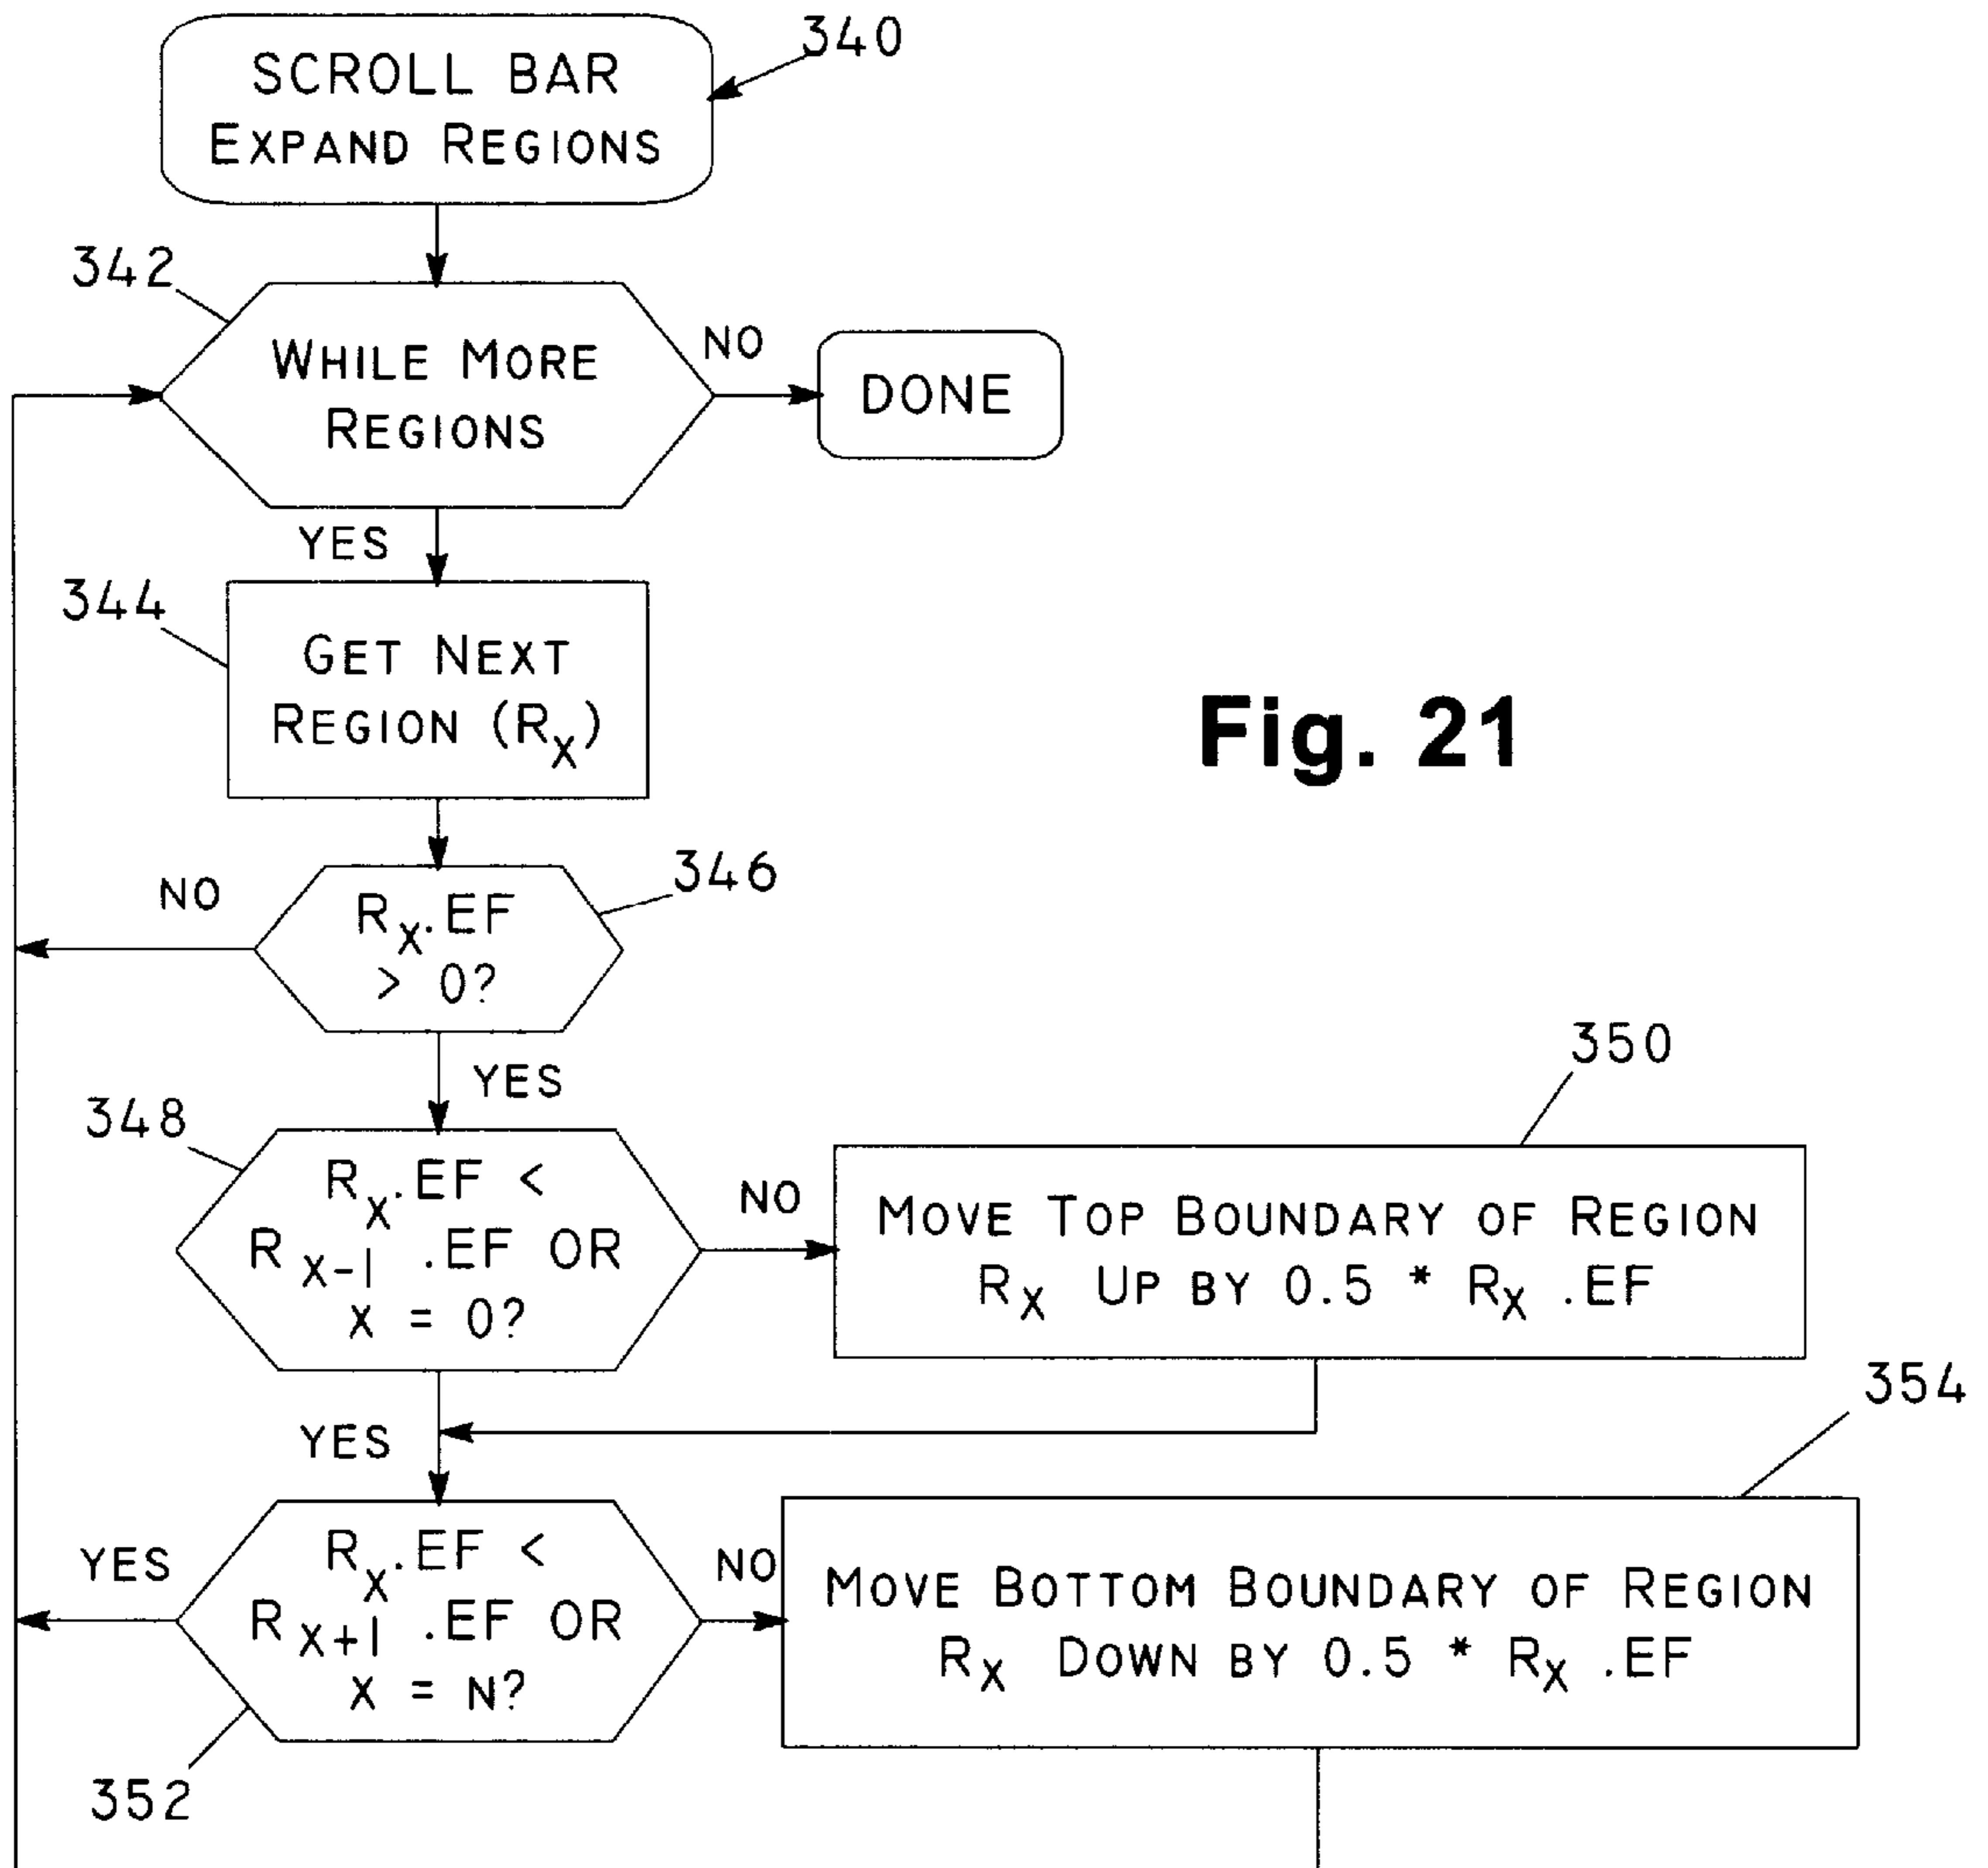 SCROLL BAR
EXPAND REGIONS
340
342
WHILE MORE
REGIONS
NO
DONE
YES
344
GET NEXT
REGION (RX)
Fig. 21
346
NO
RX.EF
> 0?
YES
348
RX.EF <
RX-1.EF OR
X = 0?
NO
350
MOVE TOP BOUNDARY OF REGION
RX UP BY 0.5 * RX.EF
YES
354
YES
RX.EF <
RX+1.EF OR
X = N?
NO
MOVE BOTTOM BOUNDARY OF REGION
RX DOWN BY 0.5 * RX.EF
352